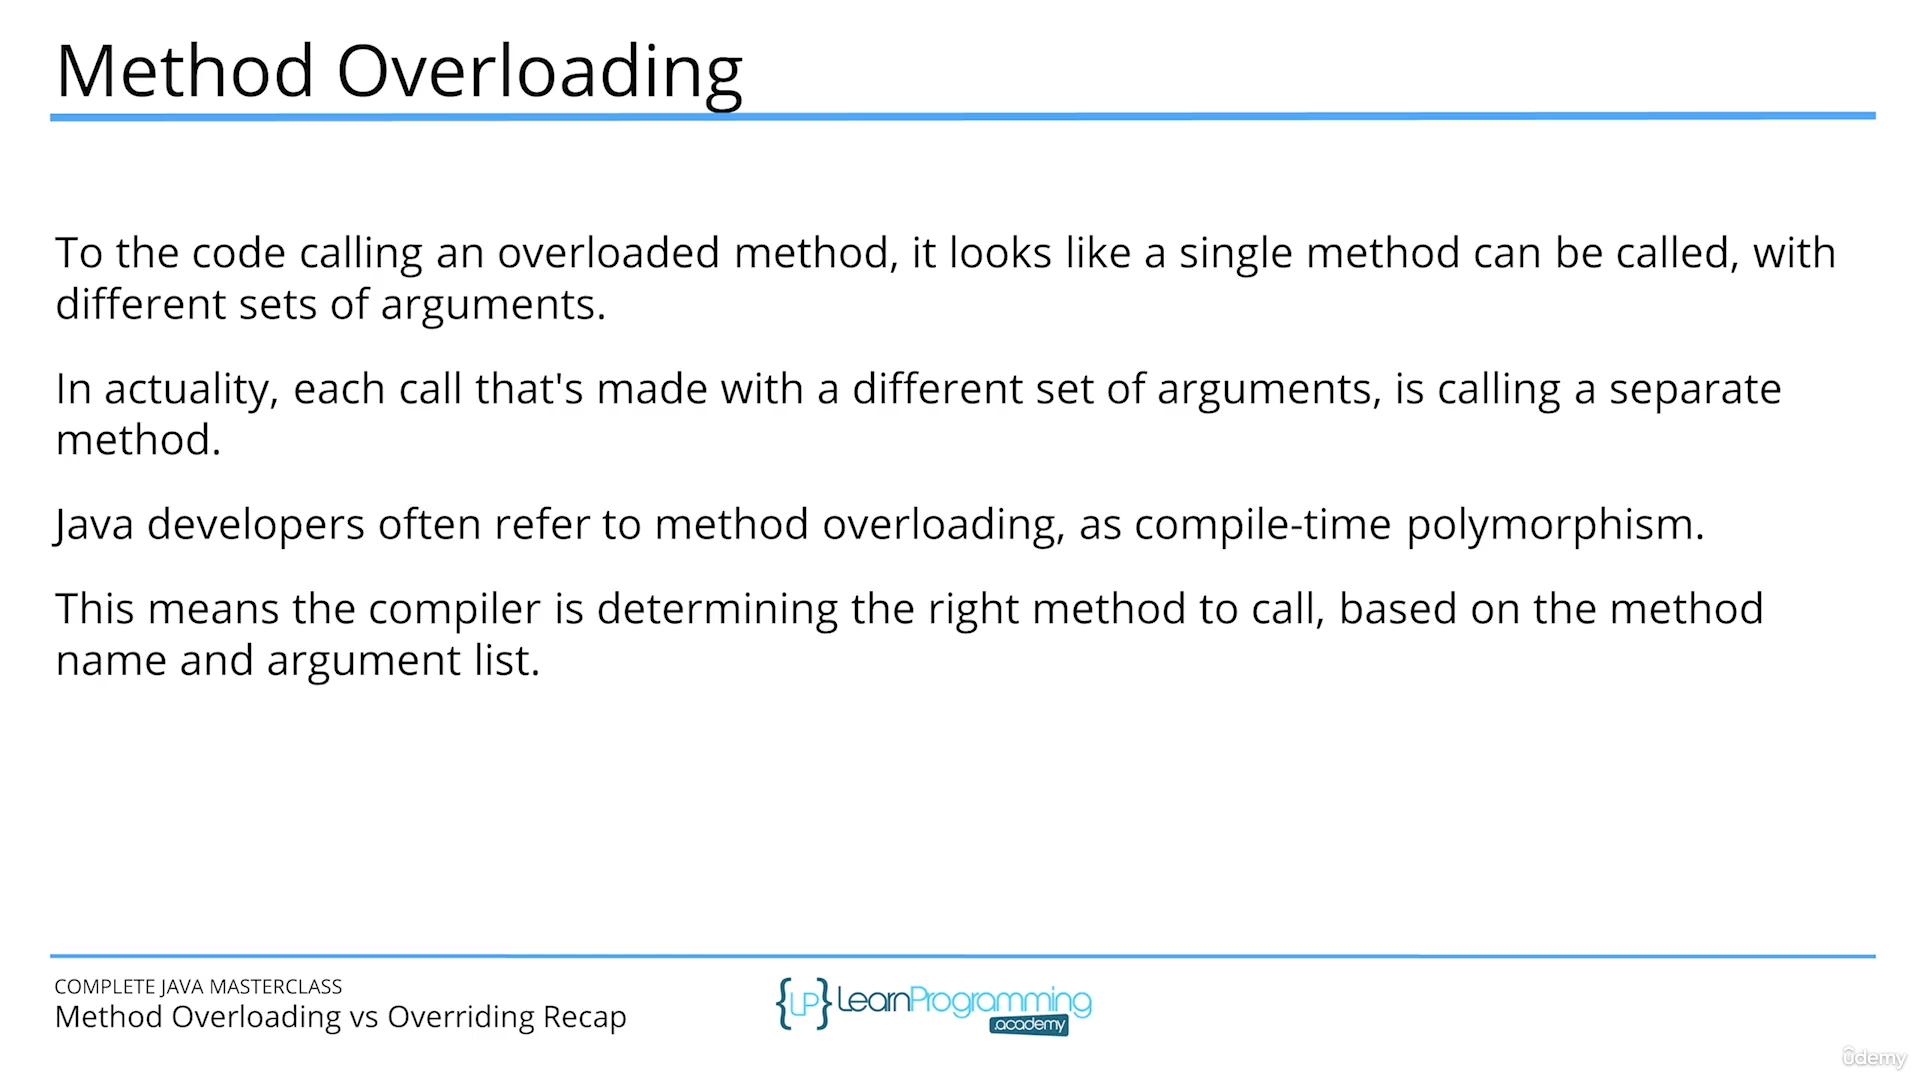 Method Overloading
To the code calling an overloaded method, it looks like a single method can be called, with
different sets of arguments.
In actuality, each call that's made with a different set of arguments, is calling a separate
method.
Java developers often refer to method overloading, as compile-time polymorphism.
This means the compiler is determining the right method to call, based on the method
name and argument list.
COMPLETE JAVA MASTERCLASS
Method Overloading vs Overriding Recap
{LP} LearnProgramming
.academy
ûdemy